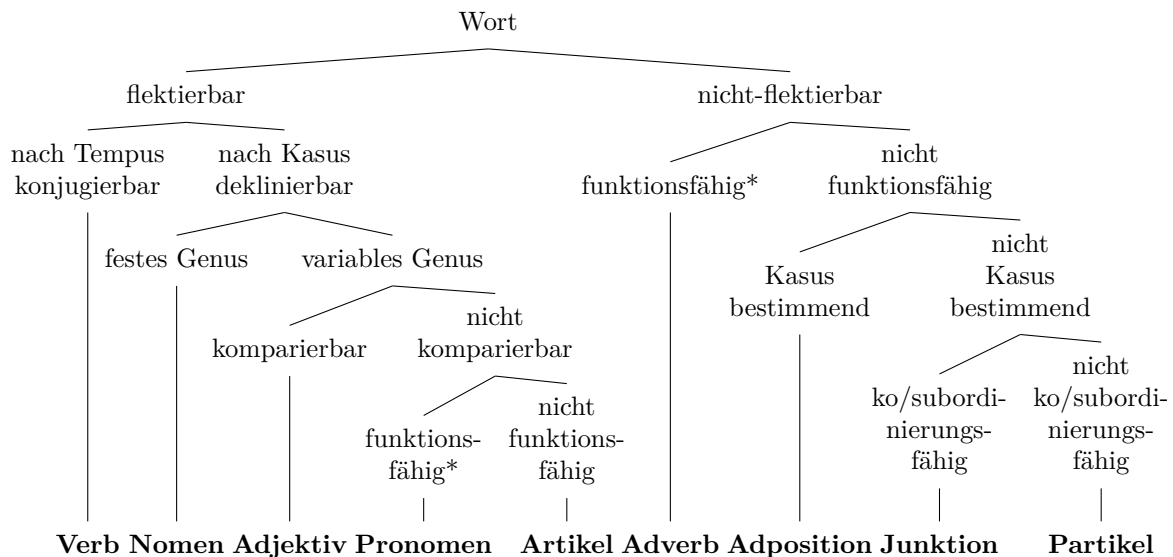 Wort
flektierbar
nicht-flektierbar
nach Tempus
konjugierbar
nach Kasus
deklinierbar
funktionsfähig*
nicht
funktionsfähig
festes Genus
variables Genus
Kasus
bestimmend
nicht
Kasus
bestimmend
komparierbar
nicht
komparierbar
ko/subordi-
nierungs-
fähig
nicht
ko/subordi-
nierungs-
fähig
funktions-
fähig*
nicht
funktions-
fähig
Verb Nomen Adjektiv Pronomen Artikel Adverb Adposition Junktion Partikel